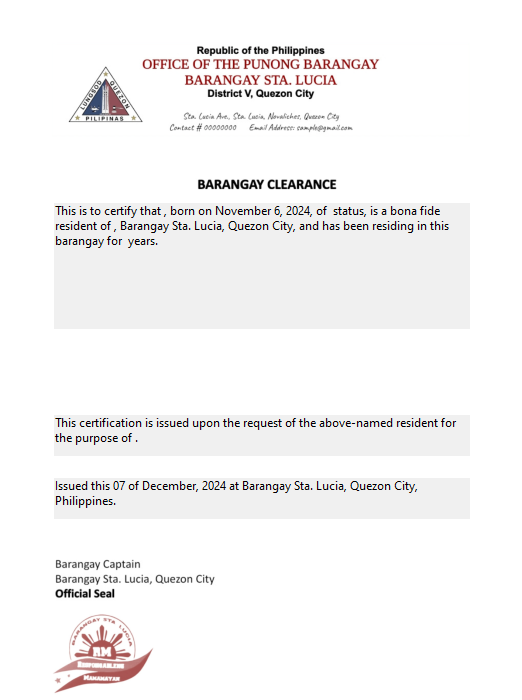 Republic of the Philippines
OFFICE OF THE PUNONG BARANGAY
BARANGAY STA. LUCIA
District V, Quezon City
LUNGSOD QUEZON
PILIPINAS
Sta. Lucia Ave., Sta. Lucia, Novaliches, Quezon City
Contact # 00000000 Email Address: sample@gmail.com
BARANGAY CLEARANCE
This is to certify that , born on November 6, 2024, of  status, is a bona fide
resident of , Barangay Sta. Lucia, Quezon City, and has been residing in this
barangay for  years.
This certification is issued upon the request of the above-named resident for
the purpose of .
Issued this 07 of December, 2024 at Barangay Sta. Lucia, Quezon City,
Philippines.
Barangay Captain
Barangay Sta. Lucia, Quezon City
Official Seal
BARANGAY STA LUCIA
RM
MAMAMAYAN